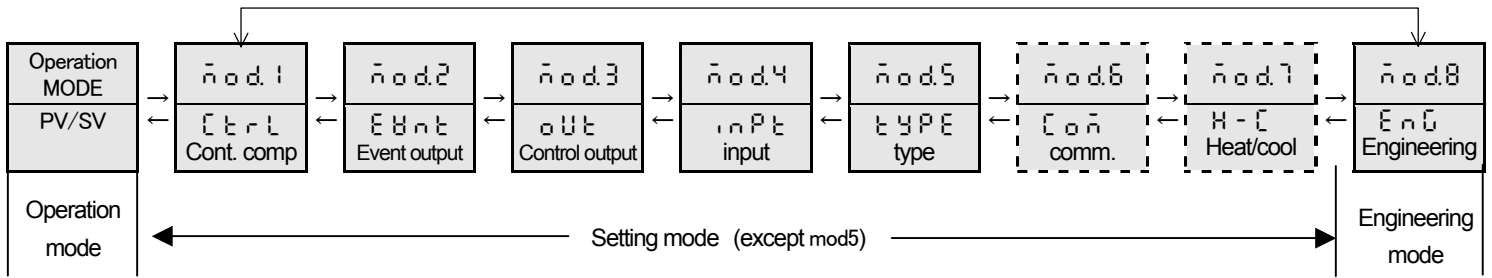 Operation
MODE
PV/SV
mod.1
CtrL
Cont. comp
mod.2
EVnt
Event output
mod.3
oUt
Control output
mod.4
inPt
input
mod.5
tYPE
type
mod.6
Com
comm.
mod.7
H-C
Heat/cool
mod.8
EnG
Engineering
Operation
mode
Setting mode (except mod5)
Engineering
mode